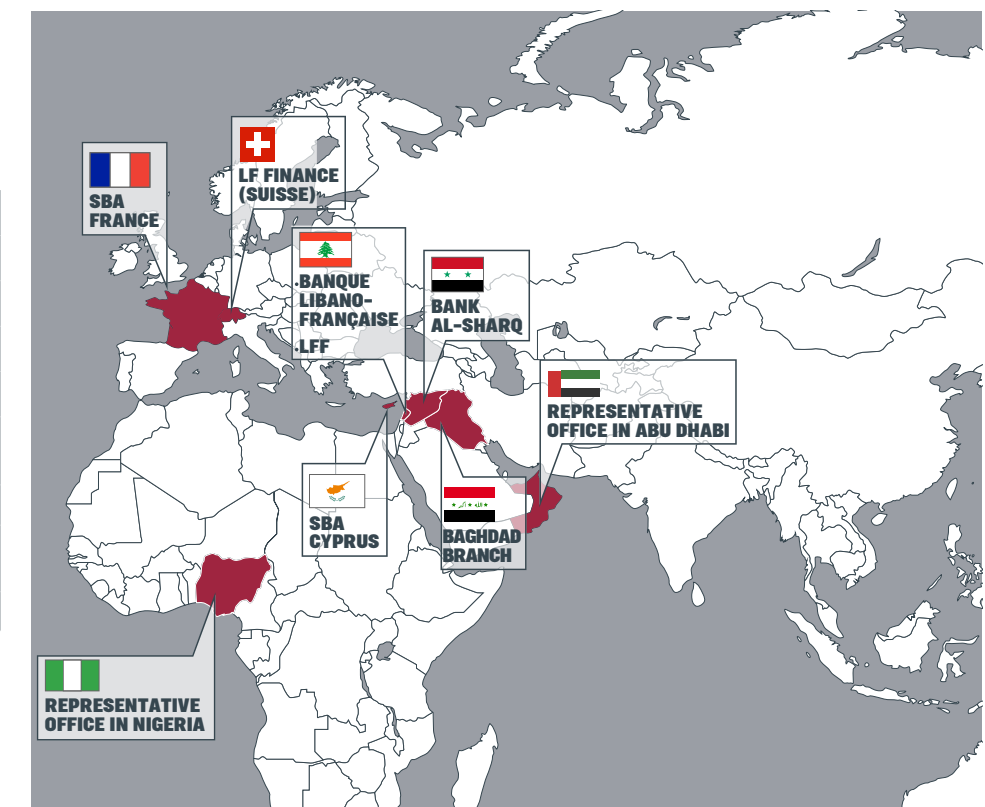 SBA
FRANCE
LF FINANCE
(SUISSE)
.BANQUE
LIBANO-
FRANÇAISE
.LFF
BANK
AL-SHARQ
REPRESENTATIVE
OFFICE IN ABU DHABI
SBA
CYPRUS
BAGHDAD
BRANCH
REPRESENTATIVE
OFFICE IN NIGERIA